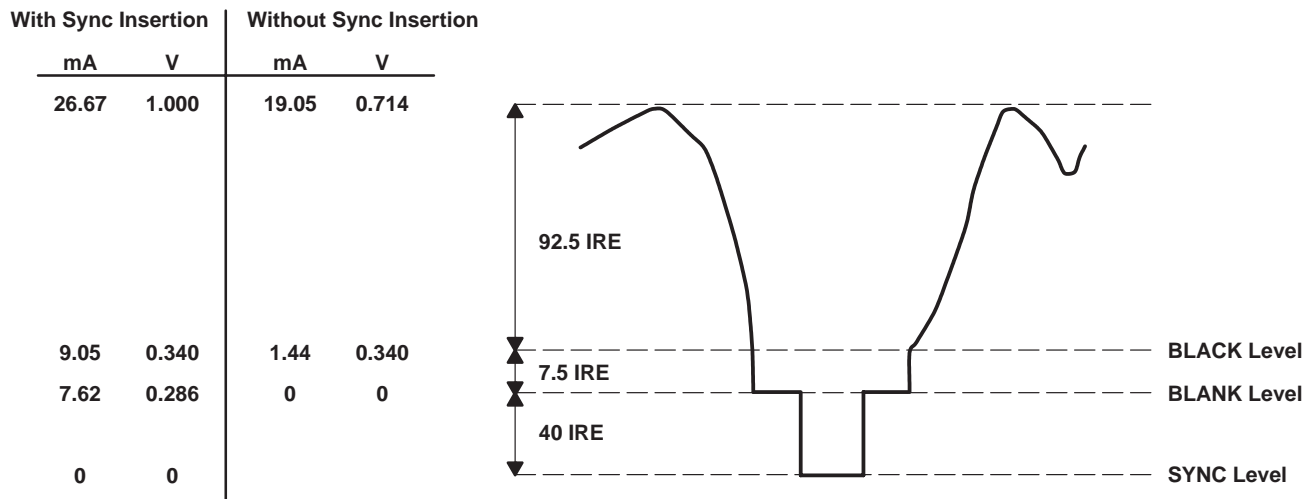 With Sync Insertion Without Sync Insertion
mA V mA V
26.67 1.000 19.05 0.714
92.5 IRE
9.05 0.340 1.44 0.340 BLACK Level
7.5 IRE
7.62 0.286 0 0 BLANK Level
40 IRE
0 0 SYNC Level